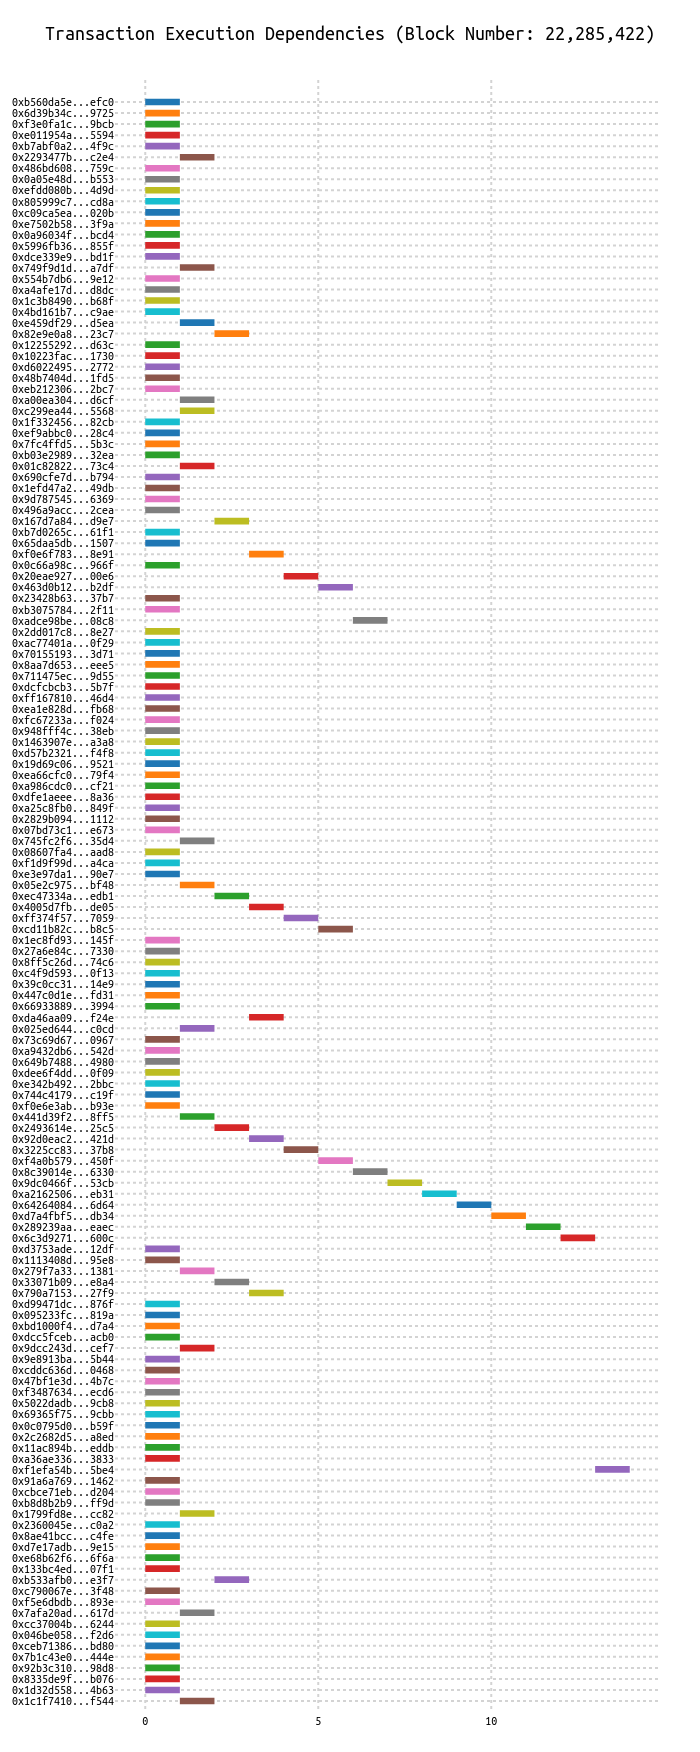 Transaction Execution Dependencies (Block Number: 22,285,422)
0xb560da5e...efc0
0x6d39b34c...9725
0xf3e0fa1c...9bcb
0xe011954a...5594
0xb7abf0a2...4f9c
0x2293477b...c2e4
0x486bd608...759c
0x0a05e48d...b553
0xefdd080b...4d9d
0x805999c7...cd8a
0xc09ca5ea...020b
0xe7502b58...3f9a
0x0a96034f...bcd4
0x5996fb36...855f
0xdce339e9...bd1f
0x749f9d1d...a7df
0x554b7db6...9e12
0xa4afe17d...d8dc
0x1c3b8490...b68f
0x4bd161b7...c9ae
0xe459df29...d5ea
0x82e9e0a8...23c7
0x12255292...d63c
0x10223fac...1730
0xd6022495...2772
0x48b7404d...1fd5
0xeb212306...2bc7
0xa00ea304...d6cf
0xc299ea44...5568
0x1f332456...82cb
0xef9abbc0...28c4
0x7fc4ffd5...5b3c
0xb03e2989...32ea
0x01c82822...73c4
0x690cfe7d...b794
0x1efd47a2...49db
0x9d787545...6369
0x496a9acc...2cea
0x167d7a84...d9e7
0xb7d0265c...61f1
0x65daa5db...1507
0xf0e6f783...8e91
0x0c66a98c...966f
0x20eae927...00e6
0x463d0b12...b2df
0x23428b63...37b7
0xb3075784...2f11
0xadce98be...08c8
0x2dd017c8...8e27
0xac77401a...0f29
0x70155193...3d71
0x8aa7d653...eee5
0x711475ec...9d55
0xdcfcbcb3...5b7f
0xff167810...46d4
0xea1e828d...fb68
0xfc67233a...f024
0x948fff4c...38eb
0x1463907e...a3a8
0xd57b2321...f4f8
0x19d69c06...9521
0xea66cfc0...79f4
0xa986cdc0...cf21
0xdfe1aeee...8a36
0xa25c8fb0...849f
0x2829b094...1112
0x07bd73c1...e673
0x745fc2f6...35d4
0x08607fa4...aad8
0xf1d9f99d...a4ca
0xe3e97da1...90e7
0x05e2c975...bf48
0xec47334a...edb1
0x4005d7fb...de05
0xff374f57...7059
0xcd11b82c...b8c5
0x1ec8fd93...145f
0x27a6e84c...7330
0x8ff5c26d...74c6
0xc4f9d593...0f13
0x39c0cc31...14e9
0x447c0d1e...fd31
0x66933889...3994
0xda46aa09...f24e
0x025ed644...c0cd
0x73c69d67...0967
0xa9432db6...542d
0x649b7488...4980
0xdee6f4dd...0f09
0xe342b492...2bbc
0x744c4179...c19f
0xf0e6e3ab...b93e
0x441d39f2...8ff5
0x2493614e...25c5
0x92d0eac2...421d
0x3225cc83...37b8
0xf4a0b579...450f
0x8c39014e...6330
0x9dc0466f...53cb
0xa2162506...eb31
0x64264084...6d64
0xd7a4fbf5...db34
0x289239aa...eaec
0x6c3d9271...600c
0xd3753ade...12df
0x1113408d...95e8
0x279f7a33...1381
0x33071b09...e8a4
0x790a7153...27f9
0xd99471dc...876f
0x095233fc...819a
0xbd1000f4...d7a4
0xdcc5fceb...acb0
0x9dcc243d...cef7
0x9e8913ba...5b44
0xcddc636d...0468
0x47bf1e3d...4b7c
0xf3487634...ecd6
0x5022dadb...9cb8
0x69365f75...9cbb
0x0c0795d0...b59f
0x2c2682d5...a8ed
0x11ac894b...eddb
0xa36ae336...3833
0xf1efa54b...5be4
0x91a6a769...1462
0xcbce71eb...d204
0xb8d8b2b9...ff9d
0x1799fd8e...cc82
0x2360045e...c0a2
0x8ae41bcc...c4fe
0xd7e17adb...9e15
0xe68b62f6...6f6a
0x133bc4ed...07f1
0xb533afb0...e3f7
0xc790067e...3f48
0xf5e6dbdb...893e
0x7afa20ad...617d
0xcc37004b...6244
0x046be058...f2d6
0xceb71386...bd80
0x7b1c43e0...444e
0x92b3c310...98d8
0x8335de9f...b076
0x1d32d558...4b63
0x1c1f7410...f544
0 5 10